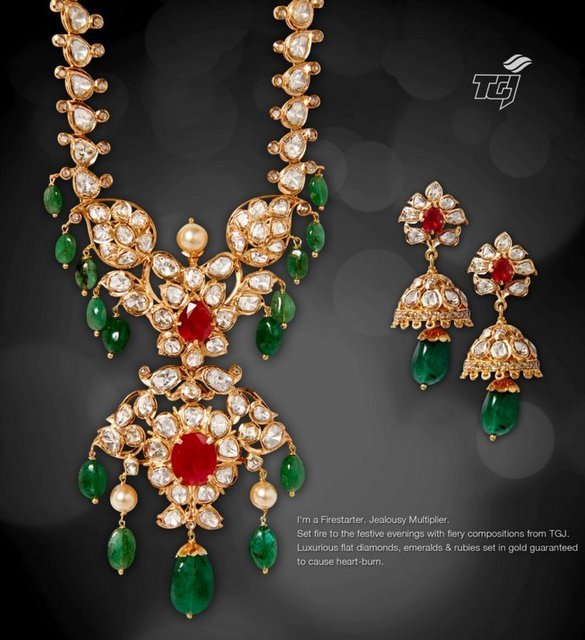 TGJ
I'm a Firestarter. Jealousy Multiplier.
Set fire to the festive evenings with fiery compositions from TGJ.
Luxurious flat diamonds, emeralds & rubies set in gold guaranteed
to cause heart-burn.